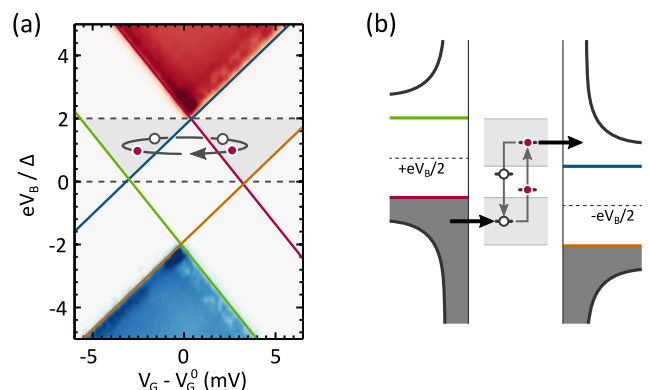 (a)
(b)
4
2
0
-2
-4
eV_B / Δ
-5
0
5
V_G - V_G^0 (mV)
+eV_B/2
-eV_B/2